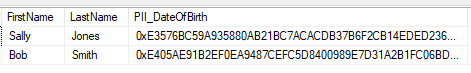 FirstName LastName PII_DateOfBirth
Sally Jones 0xE3576BC59A935880AB21BC7ACACDB37B6F2CB14EDED236...
Bob Smith 0xE405AE91B2EF0EA9487CEFC5D8400989E7D31A2B1FC06BD...